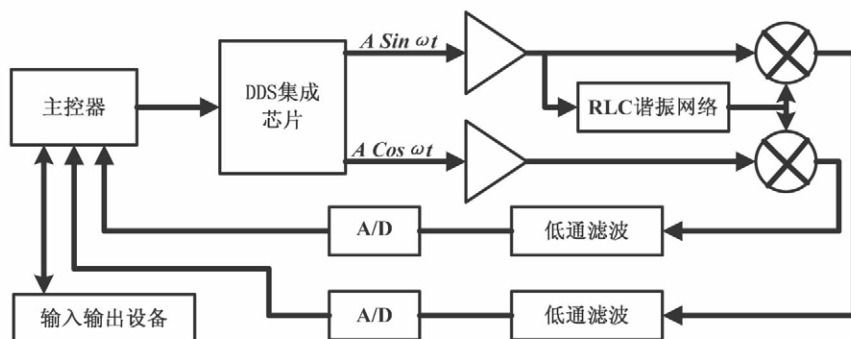 A Sin ωt
DDS集成
芯片
主控器
RLC谐振网络
A Cos ωt
A/D
低通滤波
A/D
低通滤波
输入输出设备